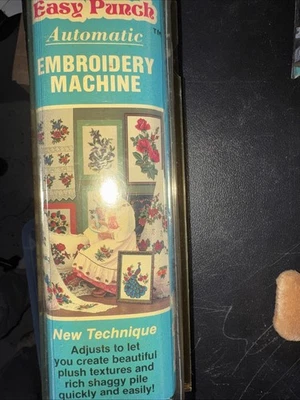 Easy Punch
Automatic TM
EMBROIDERY
MACHINE
New Technique
Adjusts to let
you create beautiful
plush textures and
rich shaggy pile
quickly and easily!